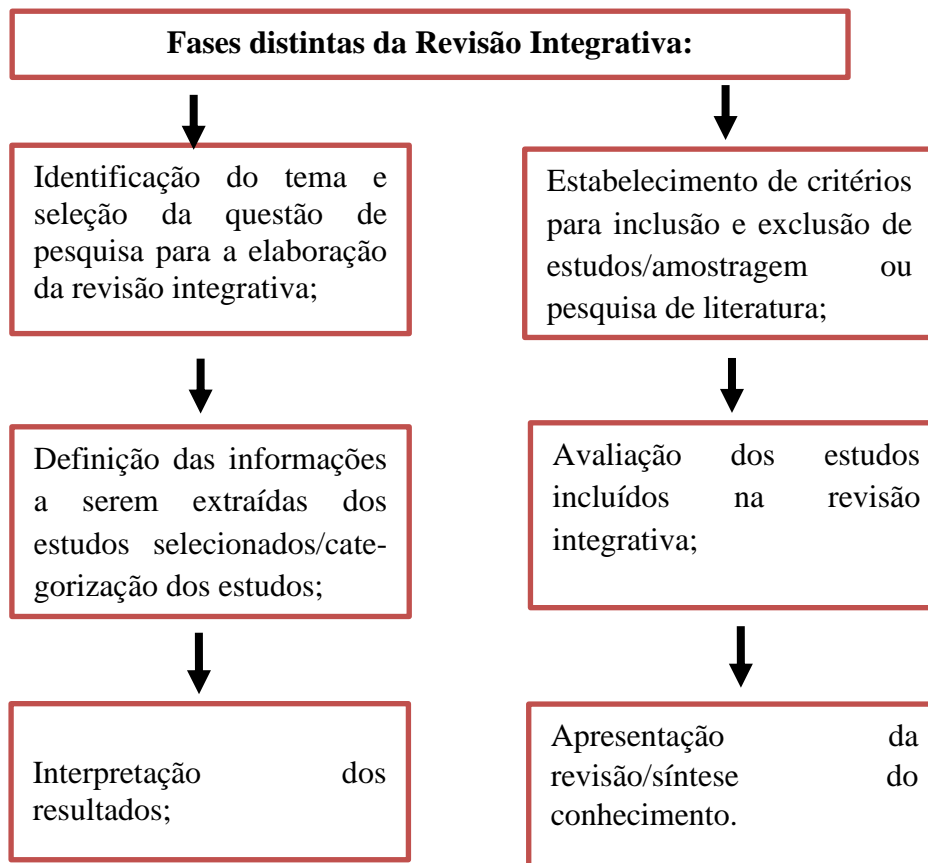 Fases distintas da Revisão Integrativa:
Identificação do tema e
seleção da questão de
pesquisa para a elaboração
da revisão integrativa;
Estabelecimento de critérios
para inclusão e exclusão de
estudos/amostragem ou
pesquisa de literatura;
Definição das informações
a serem extraídas dos
estudos selecionados/cate-
gorização dos estudos;
Avaliação dos estudos
incluídos na revisão
integrativa;
Interpretação dos
resultados;
Apresentação da
revisão/síntese do
conhecimento.